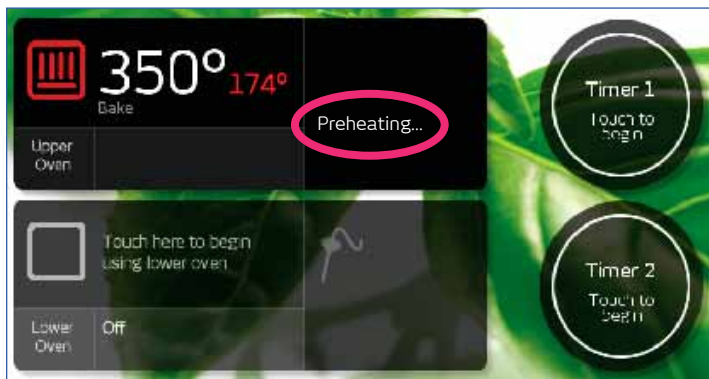 350° 174°
Bake
Preheating...
Upper
Oven
Timer 1
Touch to
begin
Touch here to begin
using lower oven
Lower
Oven
Off
Timer 2
Touch to
begin